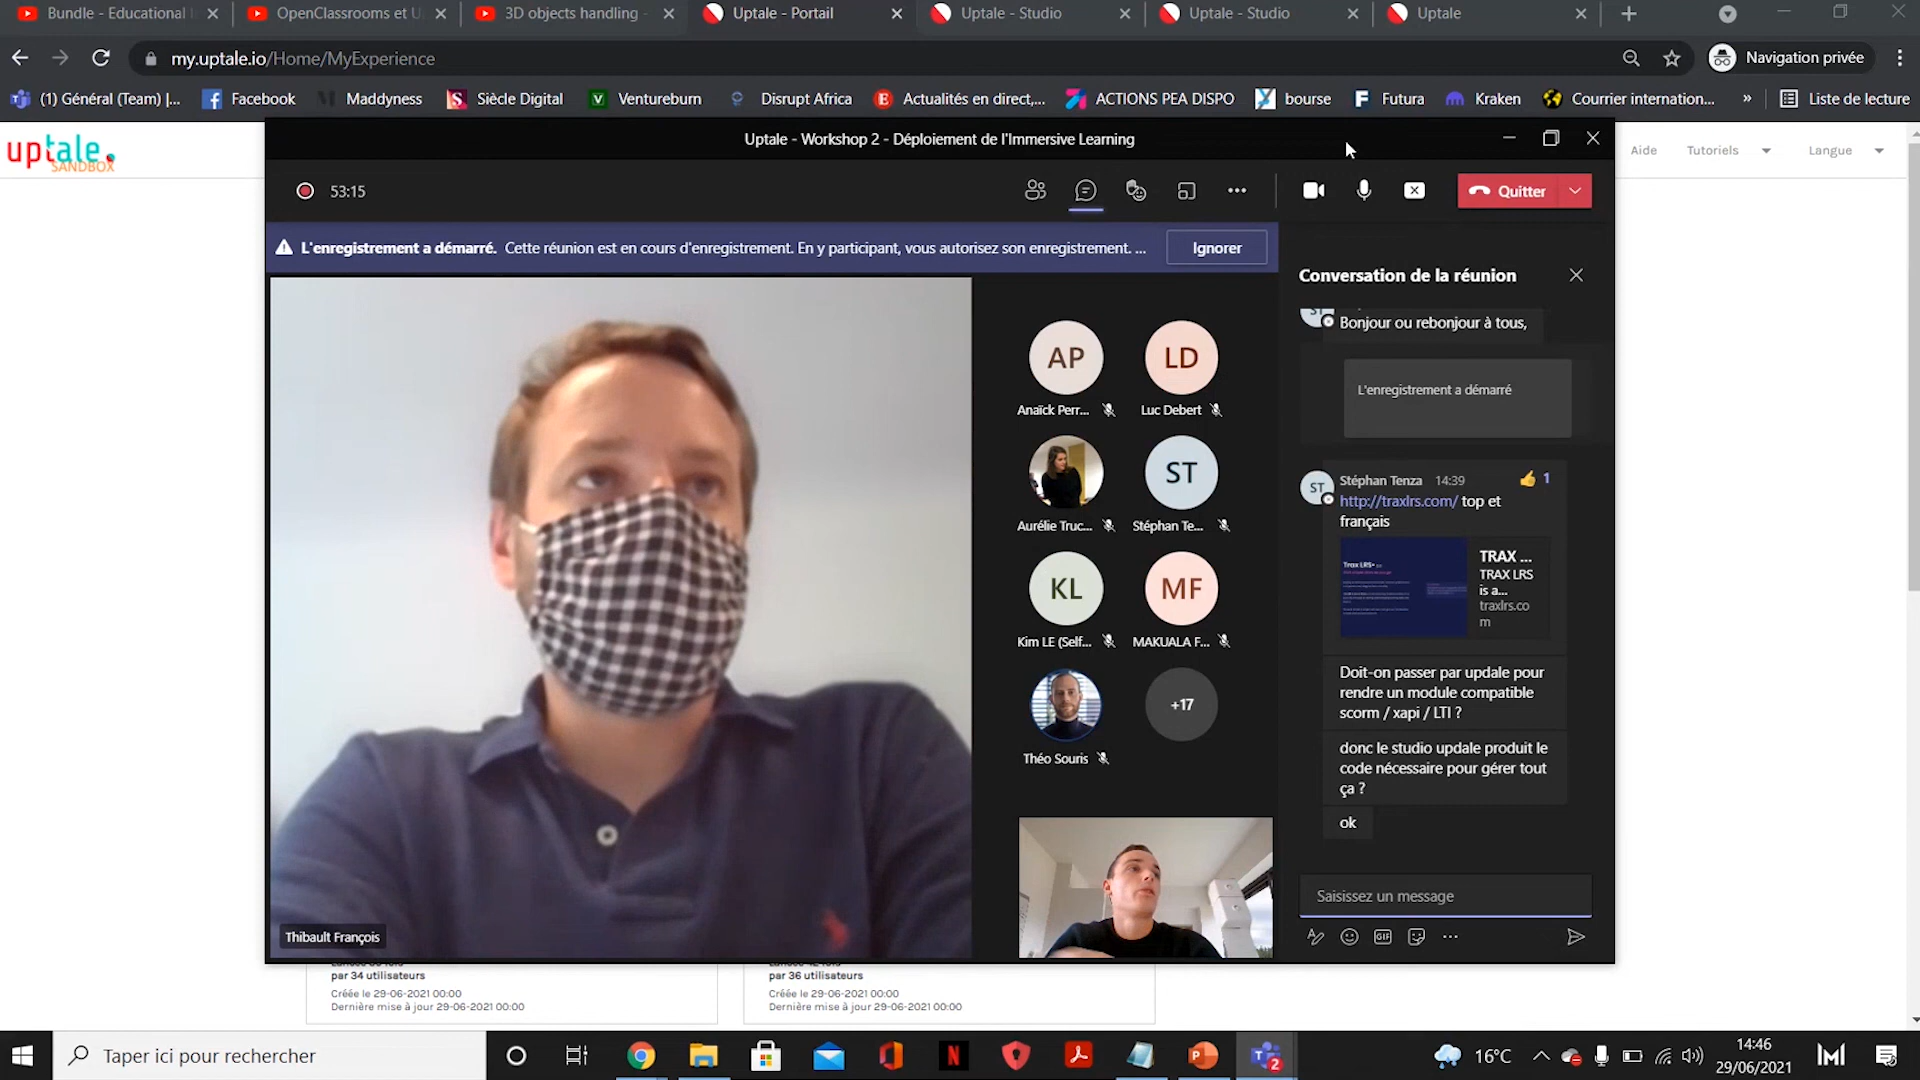 Bundle - Educational
OpenClassrooms et U
3D objects handling -
Uptale - Portail
Uptale - Studio
Uptale - Studio
Uptale
my.uptale.io/Home/MyExperience
Navigation privée
(1) Général (Team) |...
Facebook
Maddyness
Siècle Digital
Ventureburn
Disrupt Africa
Actualités en direct,...
ACTIONS PEA DISPO
bourse
Futura
Kraken
Courrier internation...
»
Liste de lecture
uptale.
SANDBOX
Aide
Tutoriels
Langue
Uptale - Workshop 2 - Déploiement de l'Immersive Learning
53:15
Quitter
L'enregistrement a démarré. Cette réunion est en cours d'enregistrement. En y participant, vous autorisez son enregistrement. ...
Ignorer
Conversation de la réunion
Bonjour ou rebonjour à tous,
L'enregistrement a démarré
ST
Stéphan Tenza 14:39
1
http://traxlrs.com/ top et
français
Trax LRS
TRAX ...
TRAX LRS
is a...
traxlrs.co
m
Doit-on passer par updale pour
rendre un module compatible
scorm / xapi / LTI ?
donc le studio updale produit le
code nécessaire pour gérer tout
ça ?
ok
Saisissez un message
GIF
AP
Anaïck Perr...
LD
Luc Debert
Aurélie Truc...
ST
Stéphan Te...
KL
Kim LE (Self...
MF
MAKUALA F...
Théo Souris
+17
Thibault François
par 34 utilisateurs
Créée le 29-06-2021 00:00
Dernière mise à jour 29-06-2021 00:00
par 36 utilisateurs
Créée le 29-06-2021 00:00
Dernière mise à jour 29-06-2021 00:00
Taper ici pour rechercher
16°C
14:46
29/06/2021